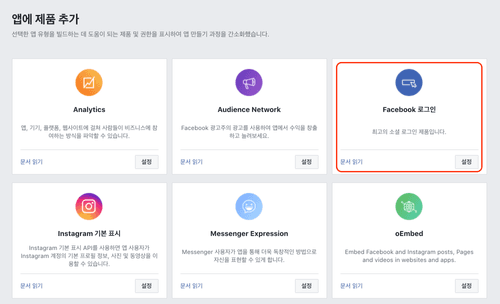 앱에 제품 추가
선택한 앱 유형을 빌드하는 데 도움이 되는 제품 및 권한을 표시하여 앱 만들기 과정을 간소화했습니다.
Analytics
앱, 기기, 플랫폼, 웹사이트에 걸쳐 사람들이 비즈니스에 참
여하는 방식을 파악할 수 있습니다.
문서 읽기
설정
Audience Network
Facebook 광고주의 광고를 사용하여 앱에서 수익을 창출
하고 늘려보세요.
문서 읽기
설정
Facebook 로그인
최고의 소셜 로그인 제품입니다.
문서 읽기
설정
Instagram 기본 표시
Instagram 기본 표시 API를 사용하면 앱 사용자가
Instagram 계정의 기본 프로필 정보, 사진 및 동영상을 이
용할 수 있습니다.
문서 읽기
설정
Messenger Expression
Messenger 사용자가 앱을 통해 더욱 독창적인 방법으로
자신을 표현할 수 있게 합니다.
문서 읽기
설정
oEmbed
Embed Facebook and Instagram posts, Pages
and videos in websites and apps.
문서 읽기
설정